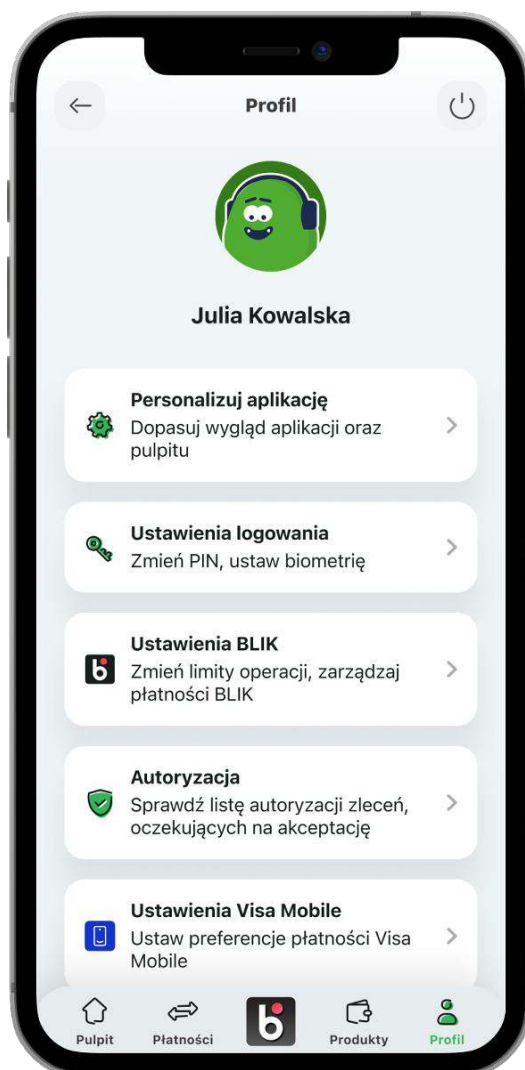 Profil
Julia Kowalska
Personalizuj aplikację
Dopasuj wygląd aplikacji oraz
pulpitu
Ustawienia logowania
Zmień PIN, ustaw biometrię
Ustawienia BLIK
Zmień limity operacji, zarządzaj
płatności BLIK
Autoryzacja
Sprawdź listę autoryzacji zleceń,
oczekujących na akceptację
Ustawienia Visa Mobile
Ustaw preferencje płatności Visa
Mobile
Pulpit Płatności Produkty Profil